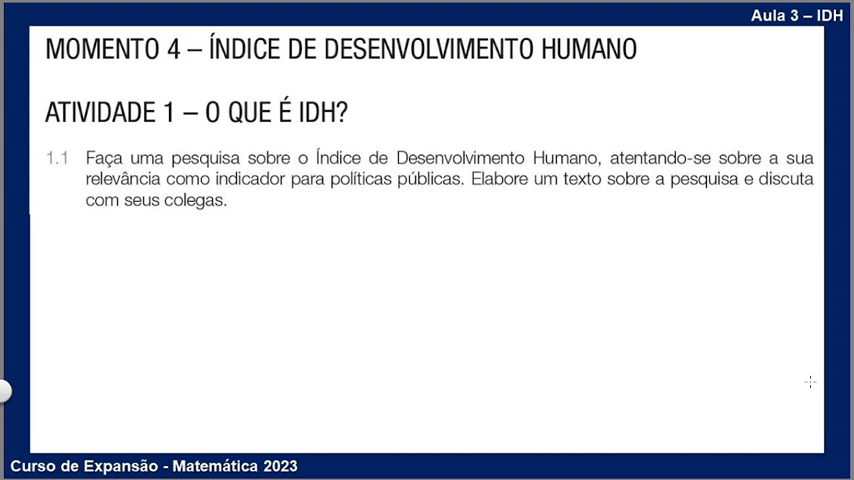 Aula 3 – IDH
MOMENTO 4 – ÍNDICE DE DESENVOLVIMENTO HUMANO
ATIVIDADE 1 – O QUE É IDH?
1.1 Faça uma pesquisa sobre o Índice de Desenvolvimento Humano, atentando-se sobre a sua
relevância como indicador para políticas públicas. Elabore um texto sobre a pesquisa e discuta
com seus colegas.
Curso de Expansão - Matemática 2023